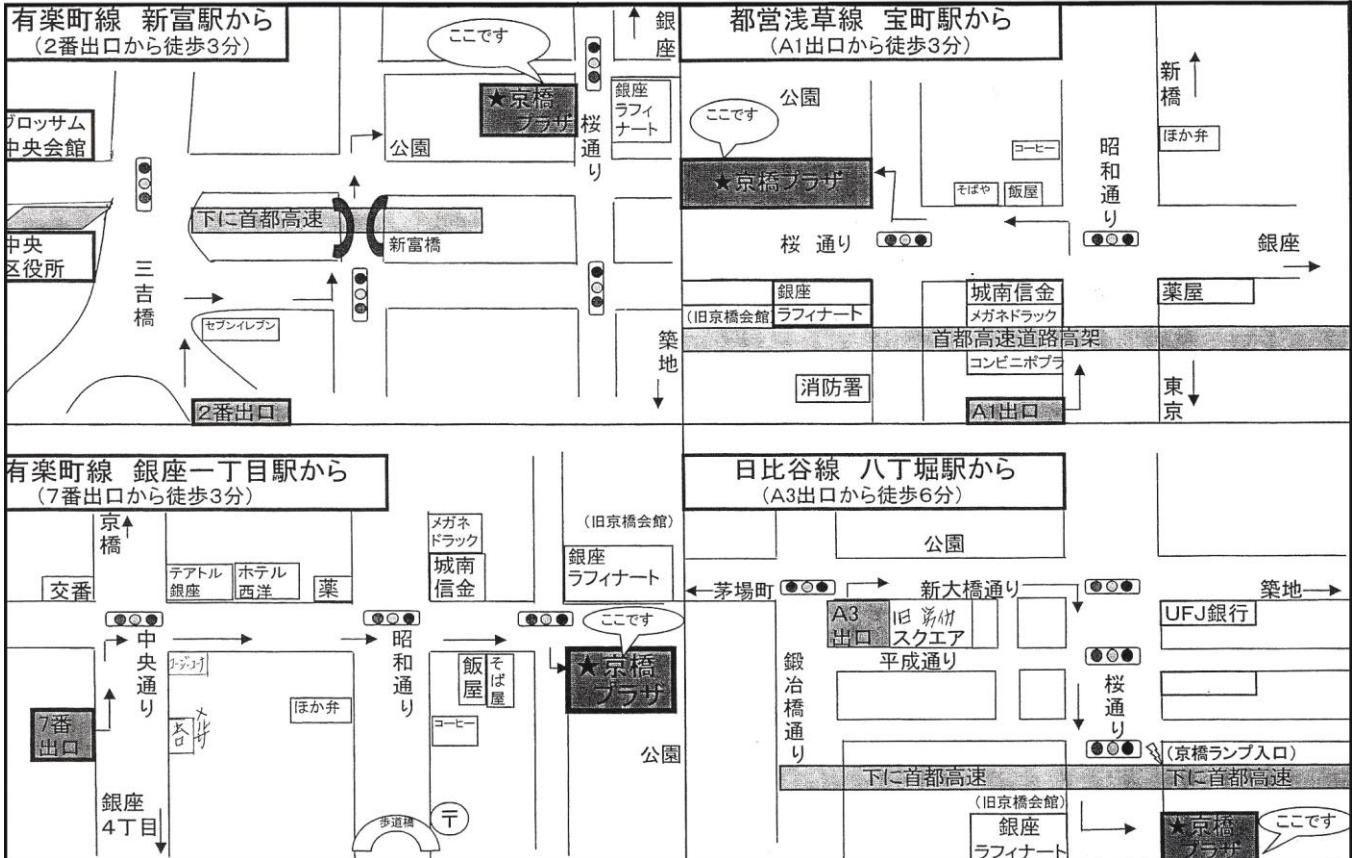 有楽町線 新富駅から
(2番出口から徒歩3分)
ここです
銀座
ブロッサム
中央会館
★京橋
プラザ
銀座
ラフィ
ナート
桜通り
公園
下に首都高速
新富橋
中央
区役所
三吉橋
セブンイレブン
築地
2番出口
都営浅草線 宝町駅から
(A1出口から徒歩3分)
公園
ここです
新橋
コーヒー
昭和通り
ほか弁
★京橋プラザ
そばや
飯屋
桜 通り
銀座
銀座
ラフィナート
(旧京橋会館)
城南信金
メガネドラック
薬屋
首都高速道路高架
コンビニポプラ
消防署
A1出口
東京
有楽町線 銀座一丁目駅から
(7番出口から徒歩3分)
京橋
交番
テアトル
銀座
ホテル
西洋
薬
メガネ
ドラック
城南
信金
(旧京橋会館)
銀座
ラフィナート
ここです
中央通り
昭和通り
飯屋
そば屋
★京橋
プラザ
7番
出口
メルサ
ほか弁
コーヒー
公園
銀座
4丁目
歩道橋
〒
日比谷線 八丁堀駅から
(A3出口から徒歩6分)
公園
茅場町
新大橋通り
築地
A3
出口
旧
スクエア
UFJ銀行
平成通り
鍛冶橋通り
桜通り
(京橋ランプ入口)
下に首都高速
下に首都高速
(旧京橋会館)
銀座
ラフィナート
★京橋
プラザ
ここです